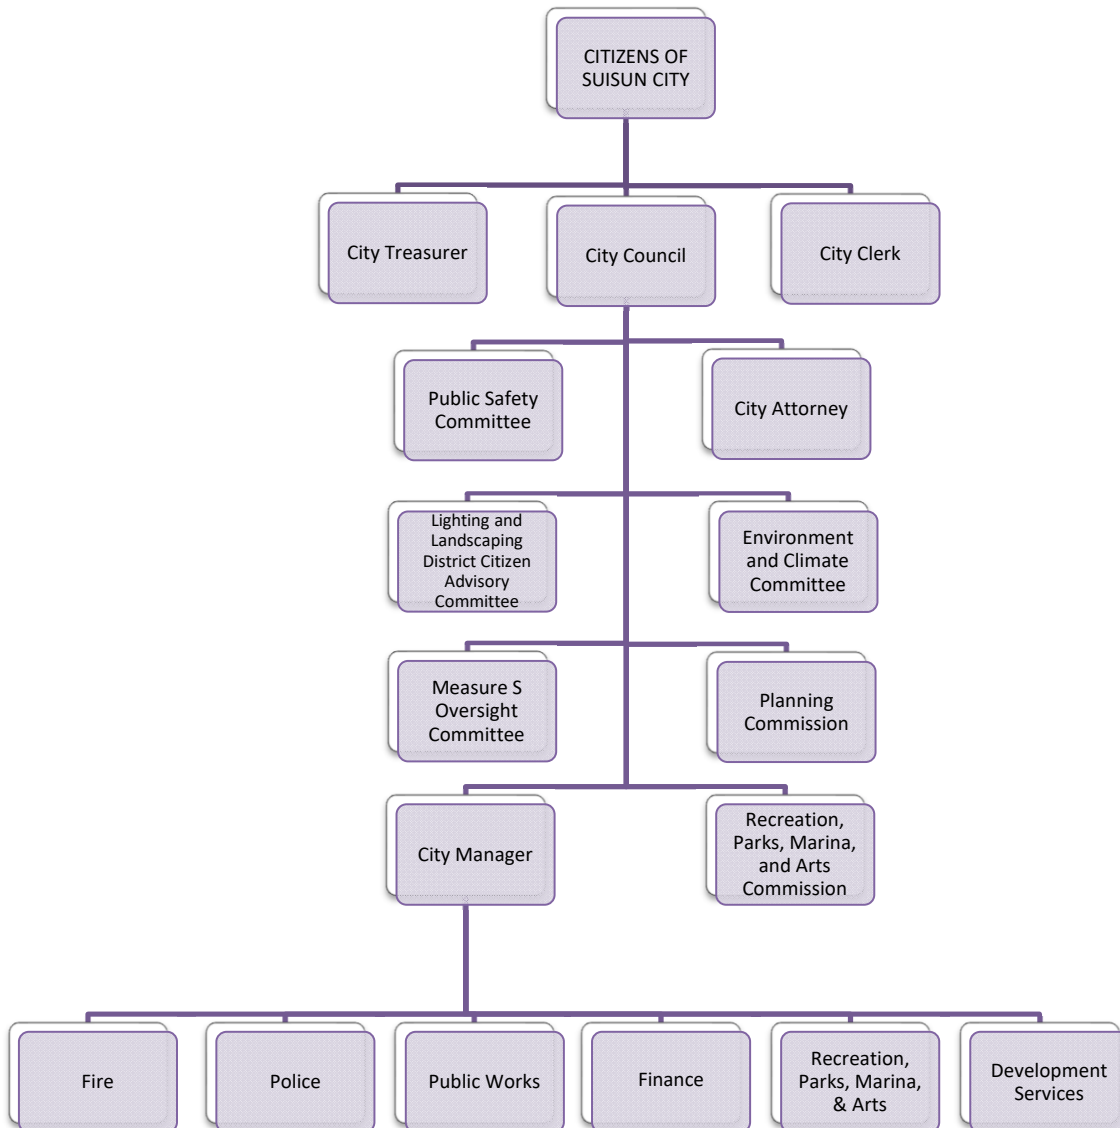 CITIZENS OF
SUISUN CITY
City Treasurer
City Council
City Clerk
Public Safety
Committee
City Attorney
Lighting and
Landscaping
District Citizen
Advisory
Committee
Environment
and Climate
Committee
Measure S
Oversight
Committee
Planning
Commission
City Manager
Recreation,
Parks, Marina,
and Arts
Commission
Fire
Police
Public Works
Finance
Recreation,
Parks, Marina,
& Arts
Development
Services